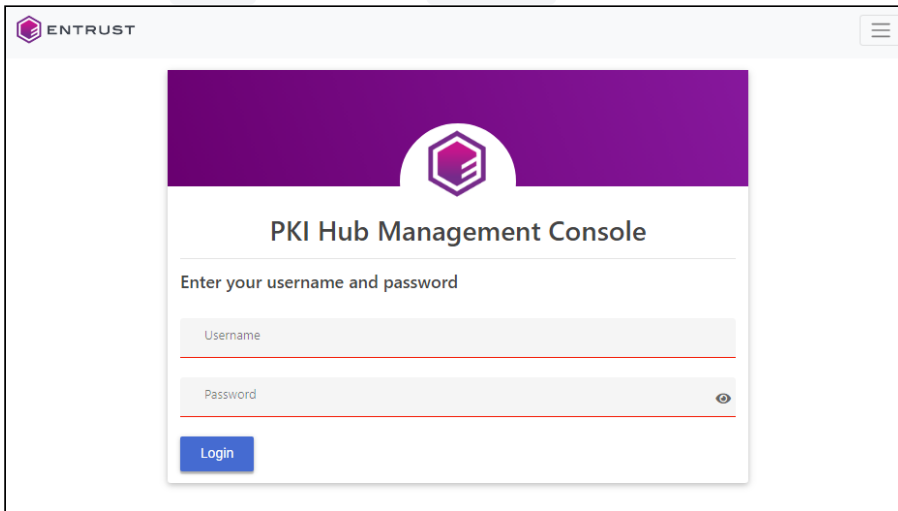 ENTRUST
PKI Hub Management Console
Enter your username and password
Username
Password
Login